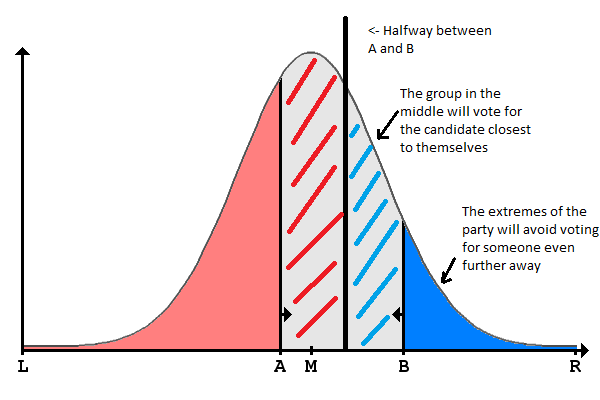 <- Halfway between
A and B
The group in the
middle will vote for
the candidate closest
to themselves
The extremes of the
party will avoid voting
for someone even
further away
L A M B R